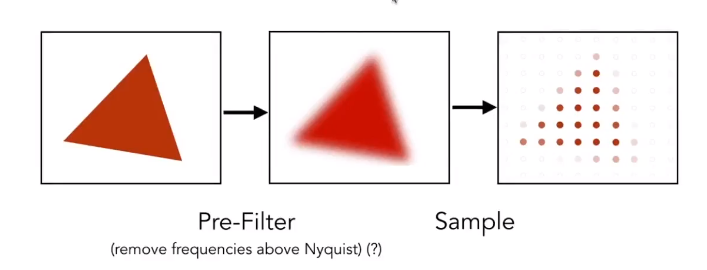 Pre-Filter
Sample
(remove frequencies above Nyquist) (?)